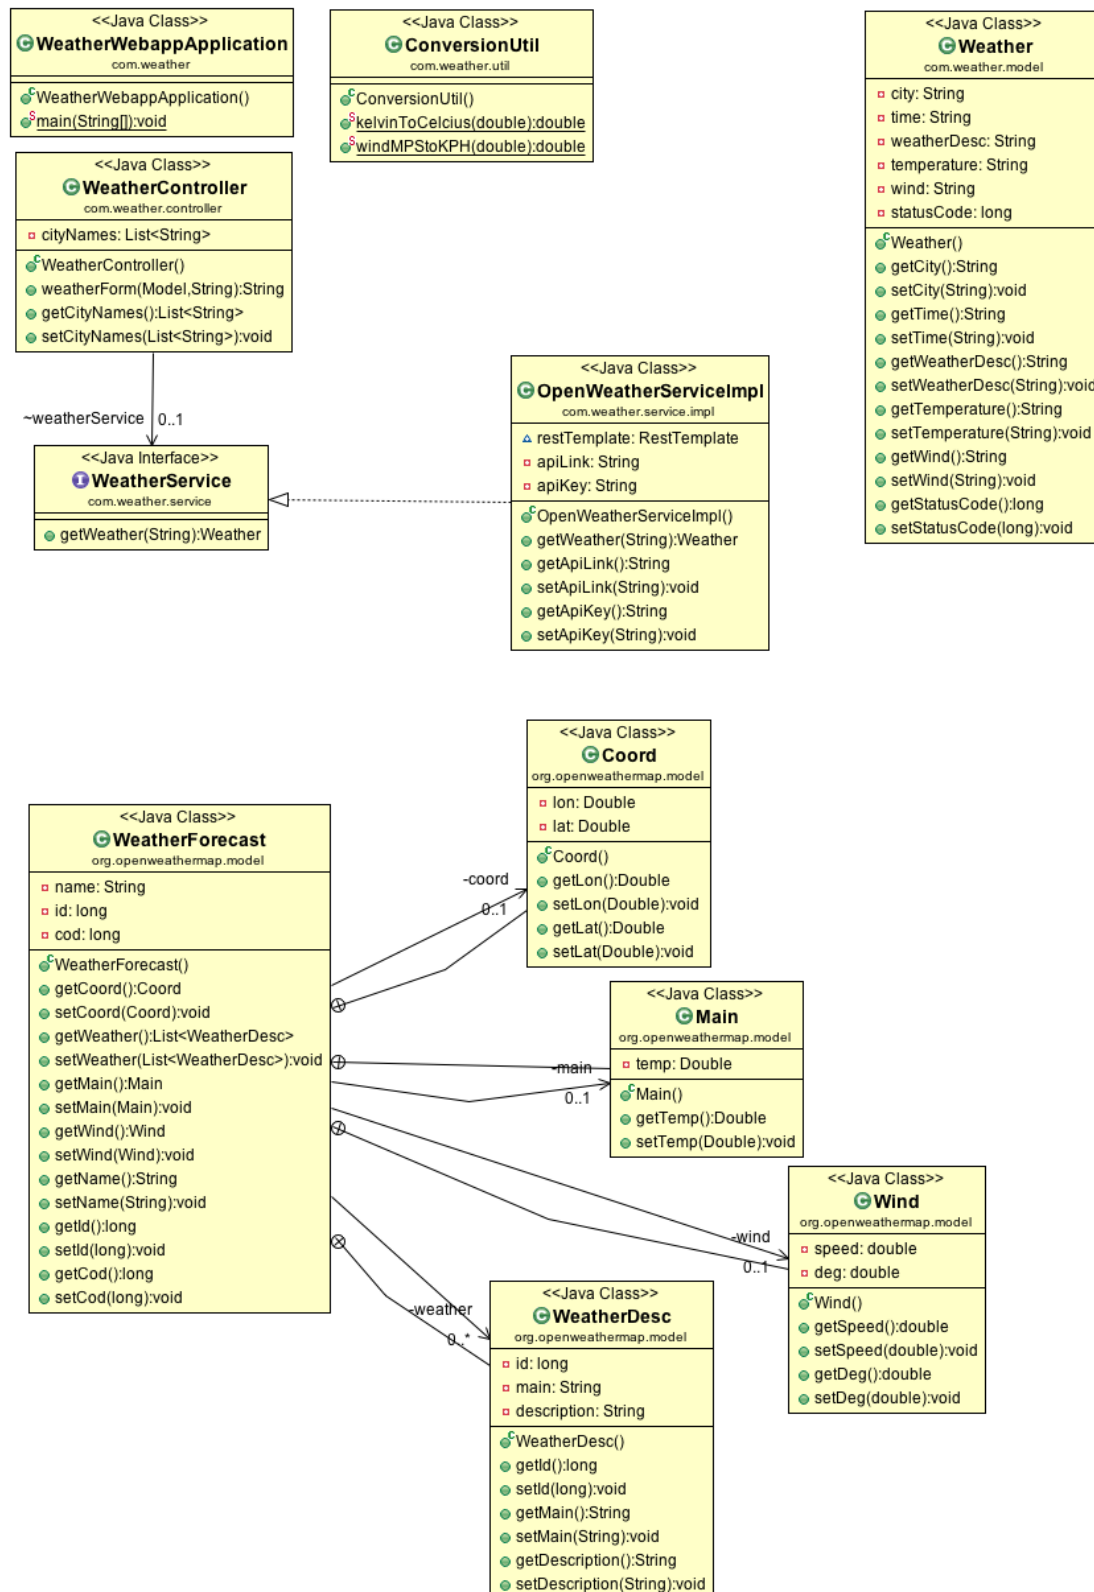 <<Java Class>>
WeatherWebappApplication
com.weather
WeatherWebappApplication()
main(String[]):void
<<Java Class>>
ConversionUtil
com.weather.util
ConversionUtil()
kelvinToCelcius(double):double
windMPStoKPH(double):double
<<Java Class>>
Weather
com.weather.model
city: String
time: String
weatherDesc: String
temperature: String
wind: String
statusCode: long
Weather()
getCity():String
setCity(String):void
getTime():String
setTime(String):void
getWeatherDesc():String
setWeatherDesc(String):void
getTemperature():String
setTemperature(String):void
getWind():String
setWind(String):void
getStatusCode():long
setStatusCode(long):void
<<Java Class>>
WeatherController
com.weather.controller
cityNames: List<String>
WeatherController()
weatherForm(Model,String):String
getCityNames():List<String>
setCityNames(List<String>):void
~weatherService
0..1
<<Java Interface>>
WeatherService
com.weather.service
getWeather(String):Weather
<<Java Class>>
OpenWeatherServiceImpl
com.weather.service.impl
restTemplate: RestTemplate
apiLink: String
apiKey: String
OpenWeatherServiceImpl()
getWeather(String):Weather
getApiLink():String
setApiLink(String):void
getApiKey():String
setApiKey(String):void
<<Java Class>>
WeatherForecast
org.openweathermap.model
name: String
id: long
cod: long
WeatherForecast()
getCoord():Coord
setCoord(Coord):void
getWeather():List<WeatherDesc>
setWeather(List<WeatherDesc>):void
getMain():Main
setMain(Main):void
getWind():Wind
setWind(Wind):void
getName():String
setName(String):void
getId():long
setId(long):void
getCod():long
setCod(long):void
-coord
0..1
<<Java Class>>
Coord
org.openweathermap.model
lon: Double
lat: Double
Coord()
getLon():Double
setLon(Double):void
getLat():Double
setLat(Double):void
-main
0..1
<<Java Class>>
Main
org.openweathermap.model
temp: Double
Main()
getTemp():Double
setTemp(Double):void
-wind
0..1
<<Java Class>>
Wind
org.openweathermap.model
speed: double
deg: double
Wind()
getSpeed():double
setSpeed(double):void
getDeg():double
setDeg(double):void
-weather
0..*
<<Java Class>>
WeatherDesc
org.openweathermap.model
id: long
main: String
description: String
WeatherDesc()
getId():long
setId(long):void
getMain():String
setMain(String):void
getDescription():String
setDescription(String):void